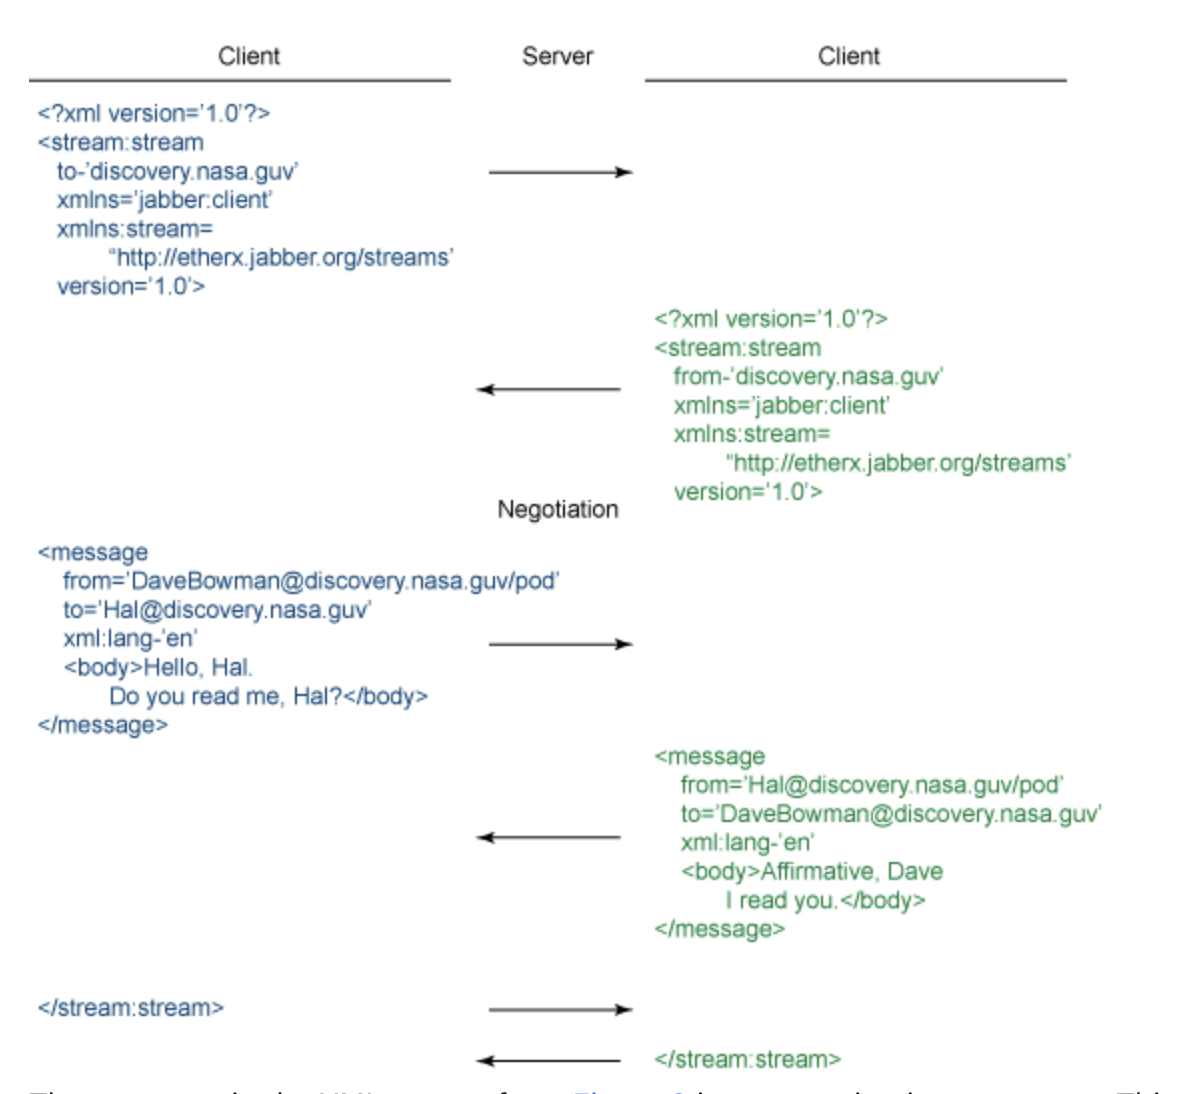 Client Server Client
<?xml version='1.0'?>
<stream:stream
to-'discovery.nasa.guv'
xmlns='jabber:client'
xmlns:stream=
"http://etherx.jabber.org/streams'
version='1.0'>
<?xml version='1.0'?>
<stream:stream
from-'discovery.nasa.guv'
xmlns='jabber:client'
xmlns:stream=
"http://etherx.jabber.org/streams'
version='1.0'>
Negotiation
<message
from='DaveBowman@discovery.nasa.guv/pod'
to='Hal@discovery.nasa.guv'
xml:lang-'en'
<body>Hello, Hal.
Do you read me, Hal?</body>
</message>
<message
from='Hal@discovery.nasa.guv/pod'
to='DaveBowman@discovery.nasa.guv'
xml:lang-'en'
<body>Affirmative, Dave
I read you.</body>
</message>
</stream:stream>
</stream:stream>